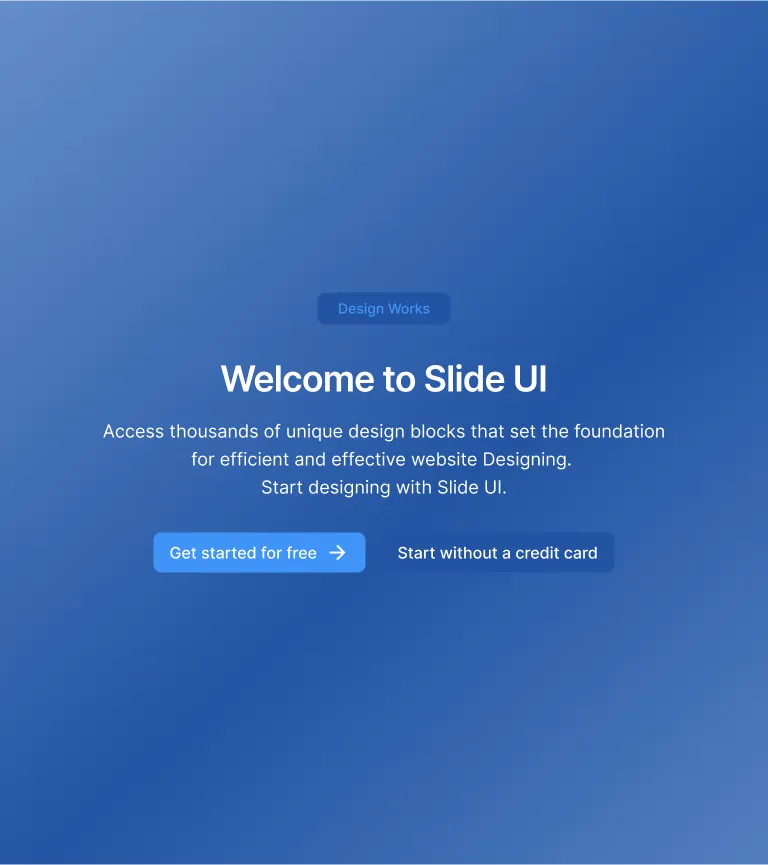 Design Works
Welcome to Slide UI
Access thousands of unique design blocks that set the foundation
for efficient and effective website Designing.
Start designing with Slide UI.
Get started for free
Start without a credit card